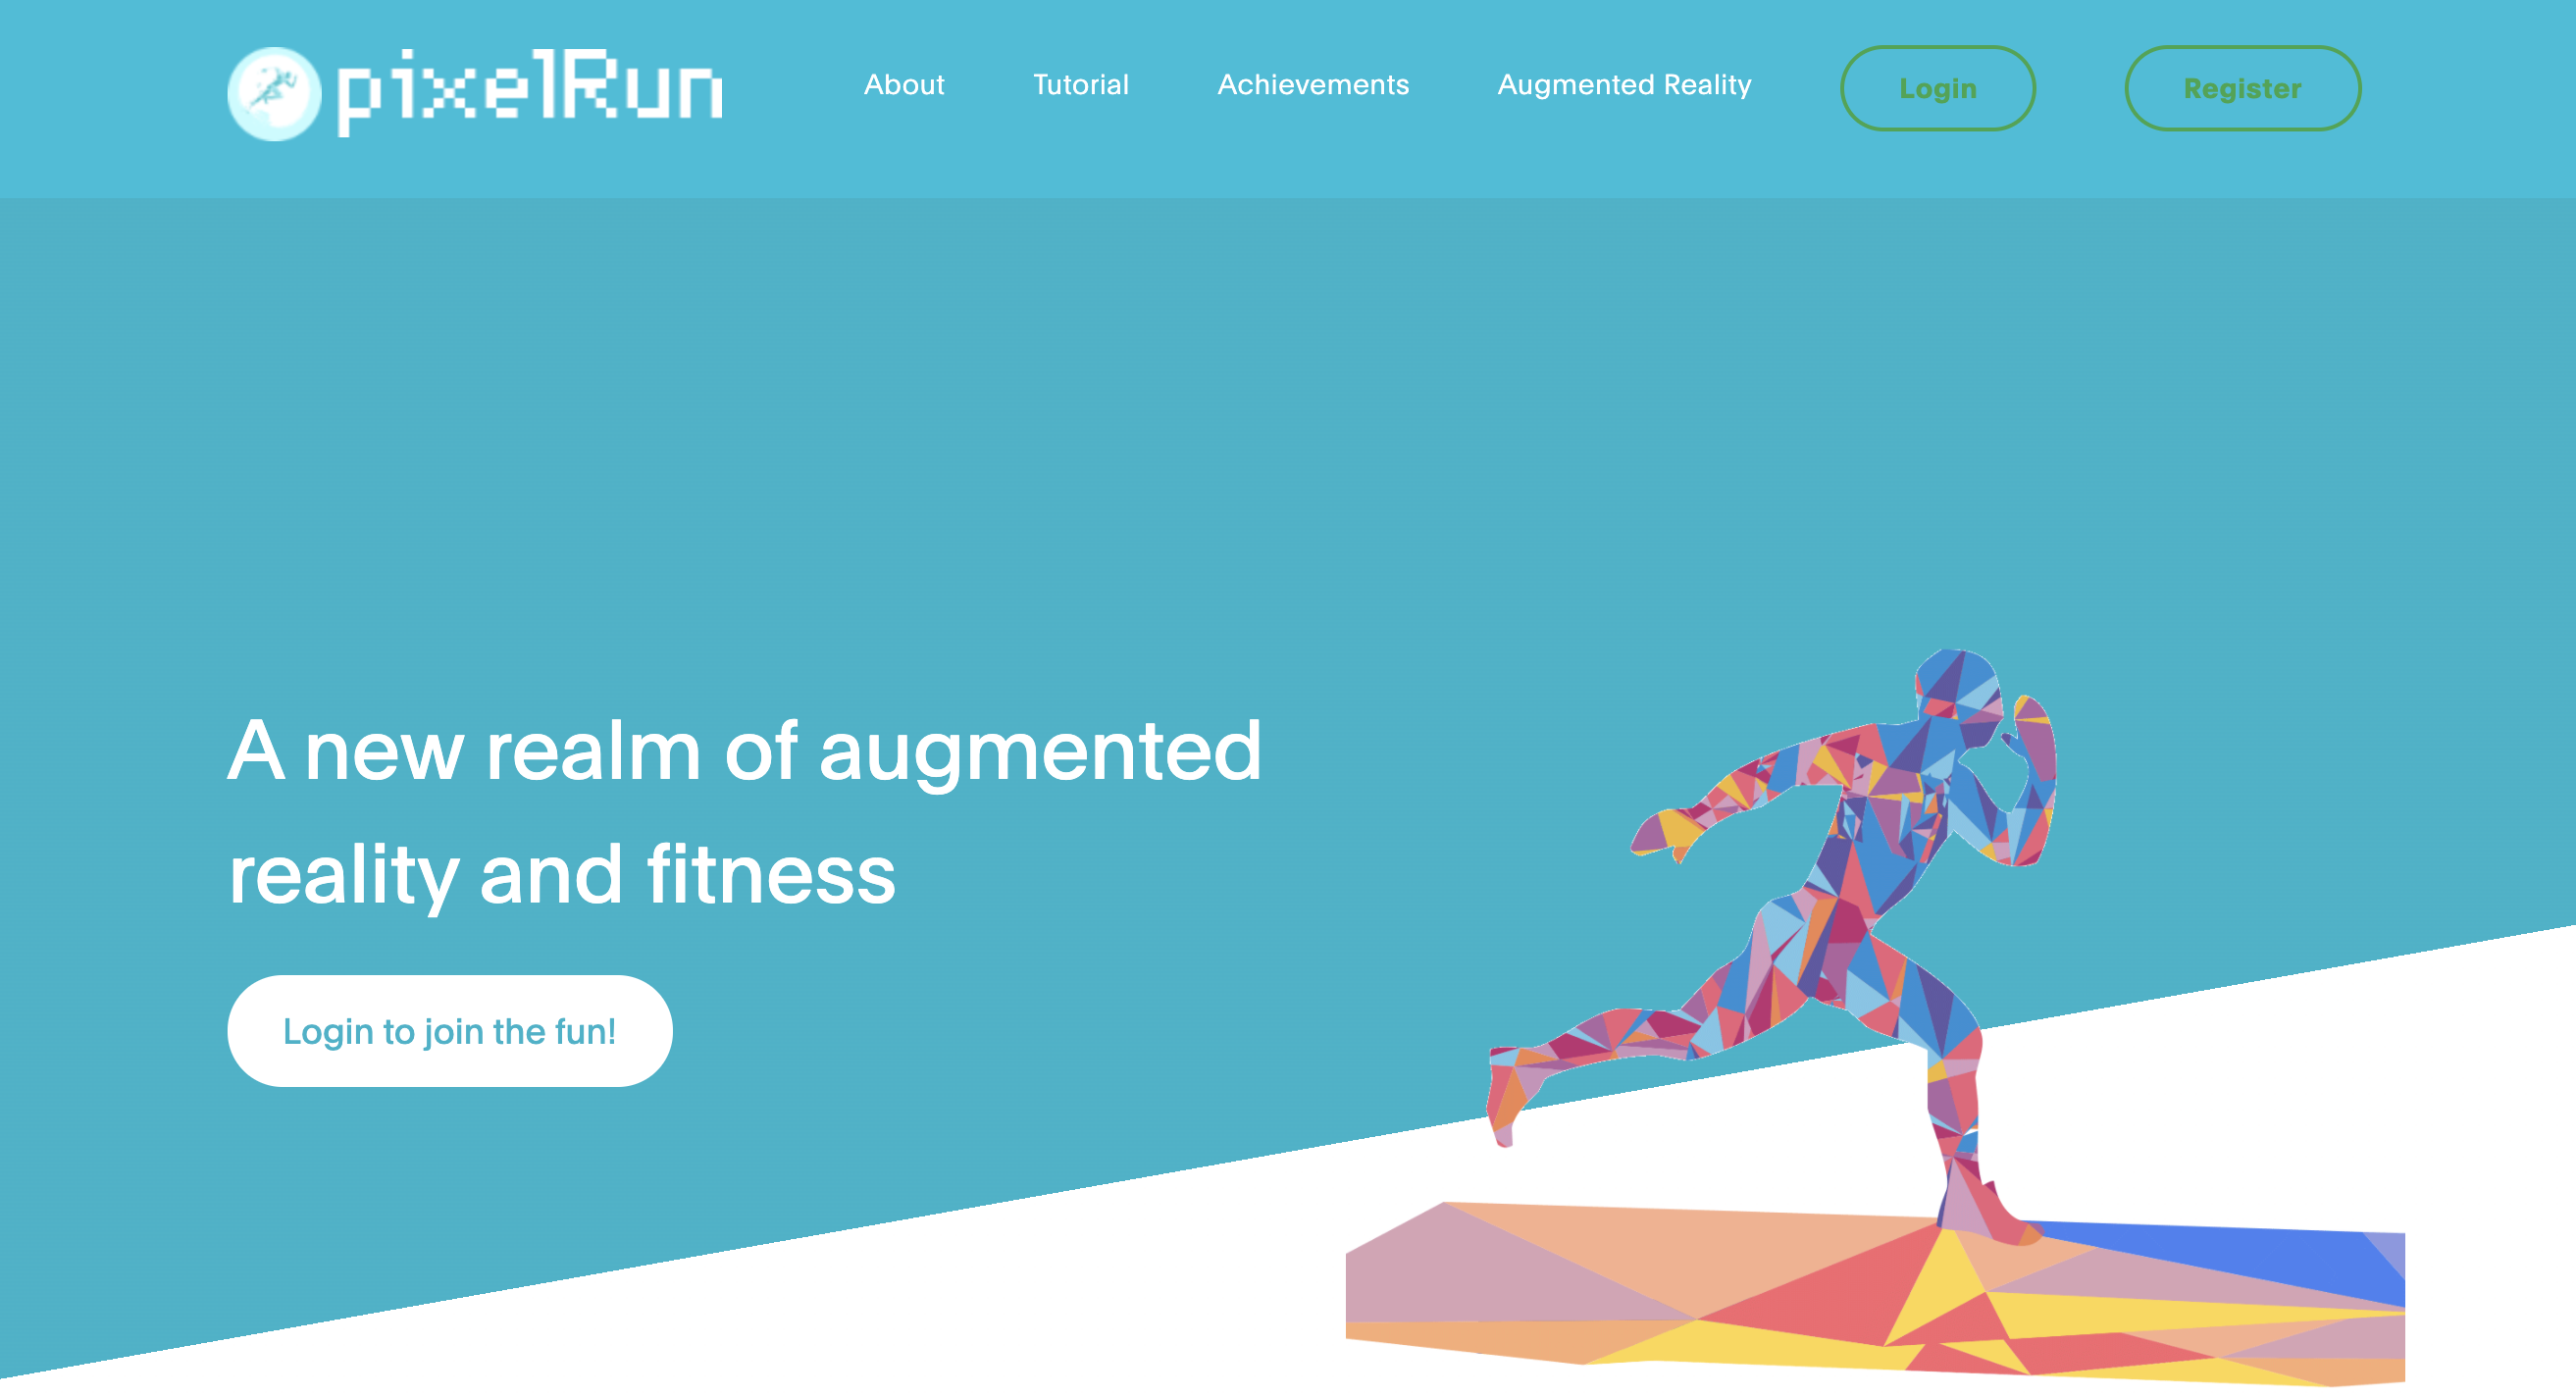 pixelRun
About
Tutorial
Achievements
Augmented Reality
Login
Register
A new realm of augmented
reality and fitness
Login to join the fun!